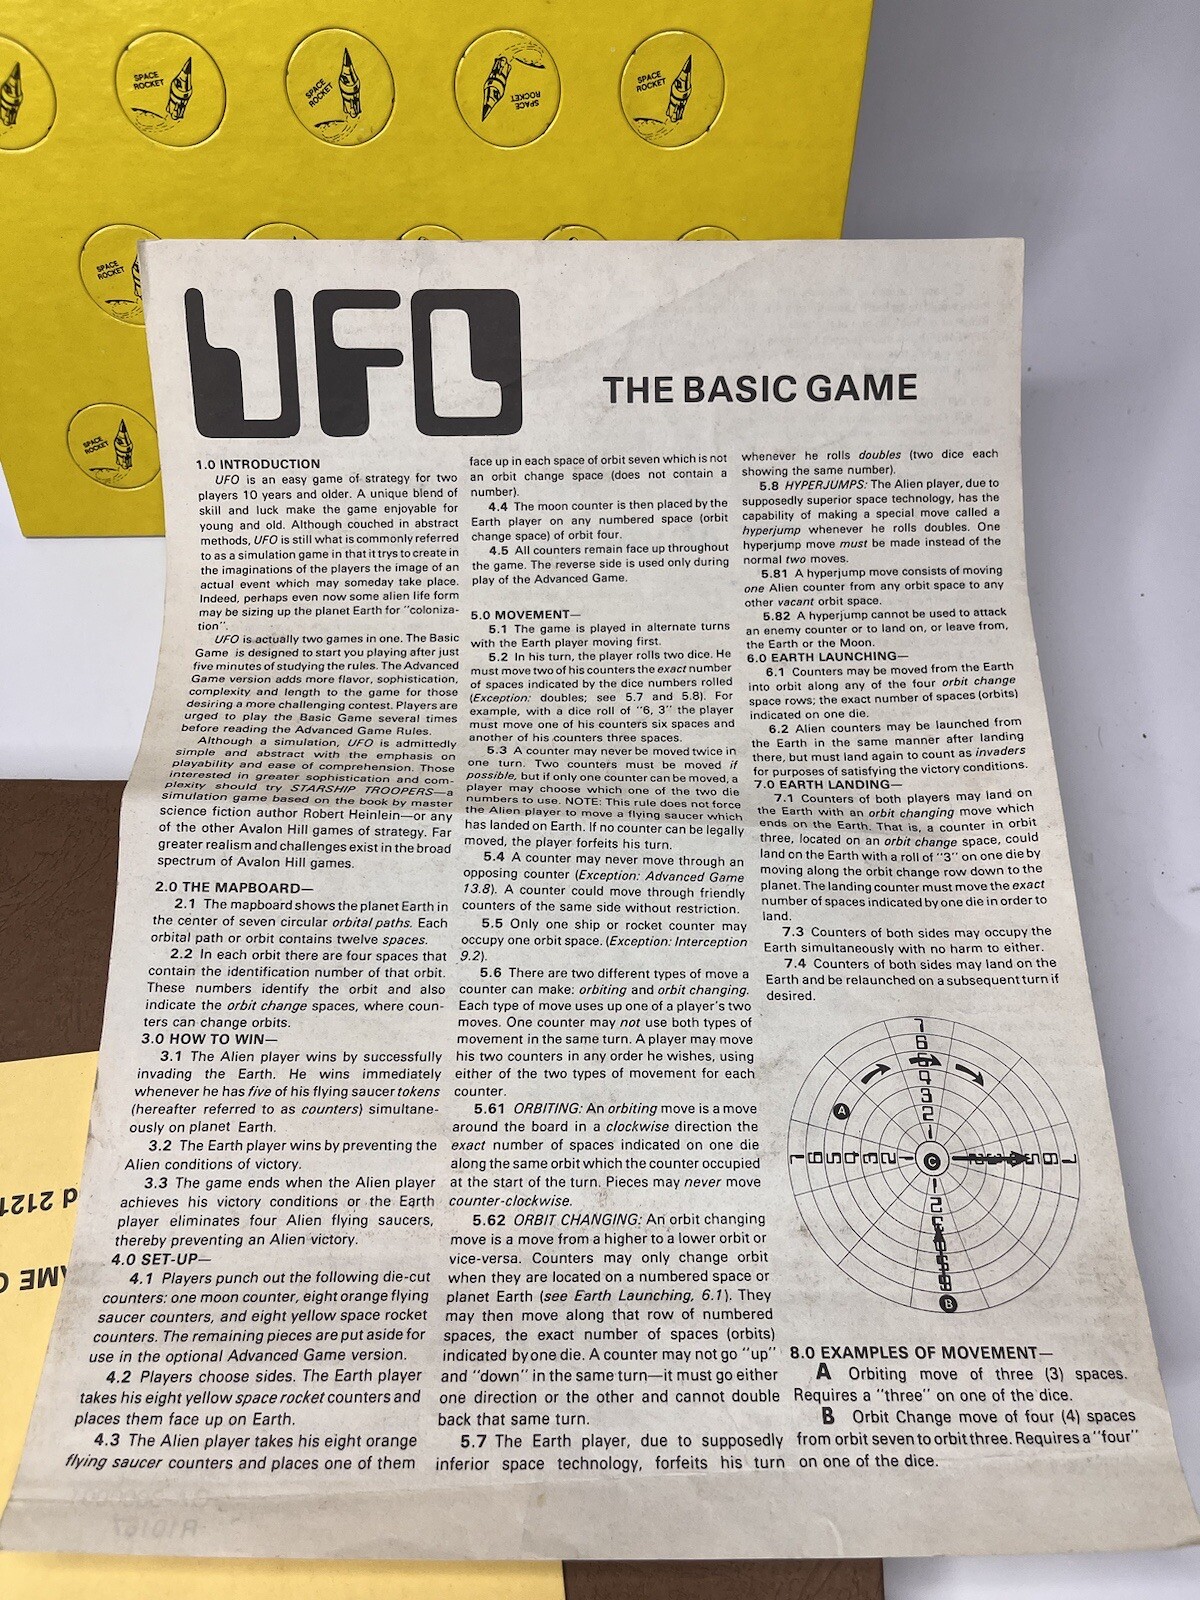 SPACE
ROCKET
SPACE
ROCKET
SPACE
ROCKET
SPACE
ROCKET
SPACE
ROCKET
SPACE
ROCKET
UFO
THE BASIC GAME
1.0 INTRODUCTION
UFO is an easy game of strategy for two
players 10 years and older. A unique blend of
skill and luck make the game enjoyable for
young and old. Although couched in abstract
methods, UFO is still what is commonly referred
to as a simulation game in that it trys to create in
the imaginations of the players the image of an
actual event which may someday take place.
Indeed, perhaps even now some alien life form
may be sizing up the planet Earth for "coloniza-
tion".
UFO is actually two games in one. The Basic
Game is designed to start you playing after just
five minutes of studying the rules. The Advanced
Game version adds more flavor, sophistication,
complexity and length to the game for those
desiring a more challenging contest. Players are
urged to play the Basic Game several times
before reading the Advanced Game Rules.
Although a simulation, UFO is admittedly
simple and abstract with the emphasis on
playability and ease of comprehension. Those
interested in greater sophistication and com-
plexity should try STARSHIP TROOPERS—a
simulation game based on the book by master
science fiction author Robert Heinlein—or any
of the other Avalon Hill games of strategy. Far
greater realism and challenges exist in the broad
spectrum of Avalon Hill games.
2.0 THE MAPBOARD—
2.1 The mapboard shows the planet Earth in
the center of seven circular orbital paths. Each
orbital path or orbit contains twelve spaces.
2.2 In each orbit there are four spaces that
contain the identification number of that orbit.
These numbers identify the orbit and also
indicate the orbit change spaces, where coun-
ters can change orbits.
3.0 HOW TO WIN—
3.1 The Alien player wins by successfully
invading the Earth. He wins immediately
whenever he has five of his flying saucer tokens
(hereafter referred to as counters) simultane-
ously on planet Earth.
3.2 The Earth player wins by preventing the
Alien conditions of victory.
3.3 The game ends when the Alien player
achieves his victory conditions or the Earth
player eliminates four Alien flying saucers,
thereby preventing an Alien victory.
4.0 SET-UP—
4.1 Players punch out the following die-cut
counters: one moon counter, eight orange flying
saucer counters, and eight yellow space rocket
counters. The remaining pieces are put aside for
use in the optional Advanced Game version.
4.2 Players choose sides. The Earth player
takes his eight yellow space rocket counters and
places them face up on Earth.
4.3 The Alien player takes his eight orange
flying saucer counters and places one of them
face up in each space of orbit seven which is not
an orbit change space (does not contain a
number).
4.4 The moon counter is then placed by the
Earth player on any numbered space (orbit
change space) of orbit four.
4.5 All counters remain face up throughout
the game. The reverse side is used only during
play of the Advanced Game.
5.0 MOVEMENT—
5.1 The game is played in alternate turns
with the Earth player moving first.
5.2 In his turn, the player rolls two dice. He
must move two of his counters the exact number
of spaces indicated by the dice numbers rolled
(Exception: doubles; see 5.7 and 5.8). For
example, with a dice roll of "6, 3" the player
must move one of his counters six spaces and
another of his counters three spaces.
5.3 A counter may never be moved twice in
one turn. Two counters must be moved if
possible, but if only one counter can be moved, a
player may choose which one of the two die
numbers to use. NOTE: This rule does not force
the Alien player to move a flying saucer which
has landed on Earth. If no counter can be legally
moved, the player forfeits his turn.
5.4 A counter may never move through an
opposing counter (Exception: Advanced Game
13.8). A counter could move through friendly
counters of the same side without restriction.
5.5 Only one ship or rocket counter may
occupy one orbit space. (Exception: Interception
9.2).
5.6 There are two different types of move a
counter can make: orbiting and orbit changing.
Each type of move uses up one of a player's two
moves. One counter may not use both types of
movement in the same turn. A player may move
his two counters in any order he wishes, using
either of the two types of movement for each
counter.
5.61 ORBITING: An orbiting move is a move
around the board in a clockwise direction the
exact number of spaces indicated on one die
along the same orbit which the counter occupied
at the start of the turn. Pieces may never move
counter-clockwise.
5.62 ORBIT CHANGING: An orbit changing
move is a move from a higher to a lower orbit or
vice-versa. Counters may only change orbit
when they are located on a numbered space or
planet Earth (see Earth Launching, 6.1). They
may then move along that row of numbered
spaces, the exact number of spaces (orbits)
indicated by one die. A counter may not go "up"
and "down" in the same turn—it must go either
one direction or the other and cannot double
back that same turn.
5.7 The Earth player, due to supposedly
inferior space technology, forfeits his turn
whenever he rolls doubles (two dice each
showing the same number).
5.8 HYPERJUMPS: The Alien player, due to
supposedly superior space technology, has the
capability of making a special move called a
hyperjump whenever he rolls doubles. One
hyperjump move must be made instead of the
normal two moves.
5.81 A hyperjump move consists of moving
one Alien counter from any orbit space to any
other vacant orbit space.
5.82 A hyperjump cannot be used to attack
an enemy counter or to land on, or leave from,
the Earth or the Moon.
6.0 EARTH LAUNCHING—
6.1 Counters may be moved from the Earth
into orbit along any of the four orbit change
space rows; the exact number of spaces (orbits)
indicated on one die.
6.2 Alien counters may be launched from
the Earth in the same manner after landing
there, but must land again to count as invaders
for purposes of satisfying the victory conditions.
7.0 EARTH LANDING—
7.1 Counters of both players may land on
the Earth with an orbit changing move which
ends on the Earth. That is, a counter in orbit
three, located on an orbit change space, could
land on the Earth with a roll of "3" on one die by
moving along the orbit change row down to the
planet. The landing counter must move the exact
number of spaces indicated by one die in order to
land.
7.3 Counters of both sides may occupy the
Earth simultaneously with no harm to either.
7.4 Counters of both sides may land on the
Earth and be relaunched on a subsequent turn if
desired.
7
6
4
3
2
1
A
7 6 5 4 3 2 1
C
6 7
1
2
B
8.0 EXAMPLES OF MOVEMENT—
A Orbiting move of three (3) spaces.
Requires a "three" on one of the dice.
B Orbit Change move of four (4) spaces
from orbit seven to orbit three. Requires a "four"
on one of the dice.
d 2121
AME